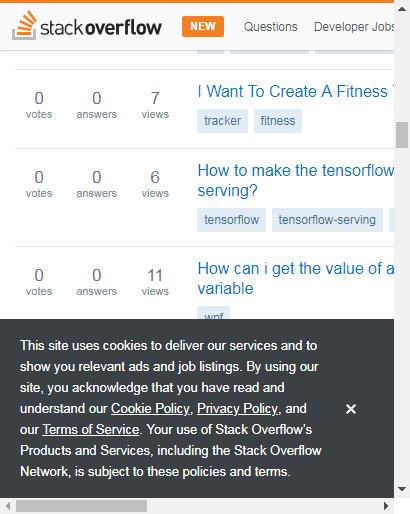 stackoverflow NEW Questions Developer Jobs
0 0 7 I Want To Create A Fitness
votes answers views
tracker fitness
0 0 6 How to make the tensorflow
votes answers views serving?
tensorflow tensorflow-serving
0 0 11 How can i get the value of a
votes answers views variable
wpf
This site uses cookies to deliver our services and to
show you relevant ads and job listings. By using our
site, you acknowledge that you have read and
understand our Cookie Policy, Privacy Policy, and
our Terms of Service. Your use of Stack Overflow's
Products and Services, including the Stack Overflow
Network, is subject to these policies and terms.